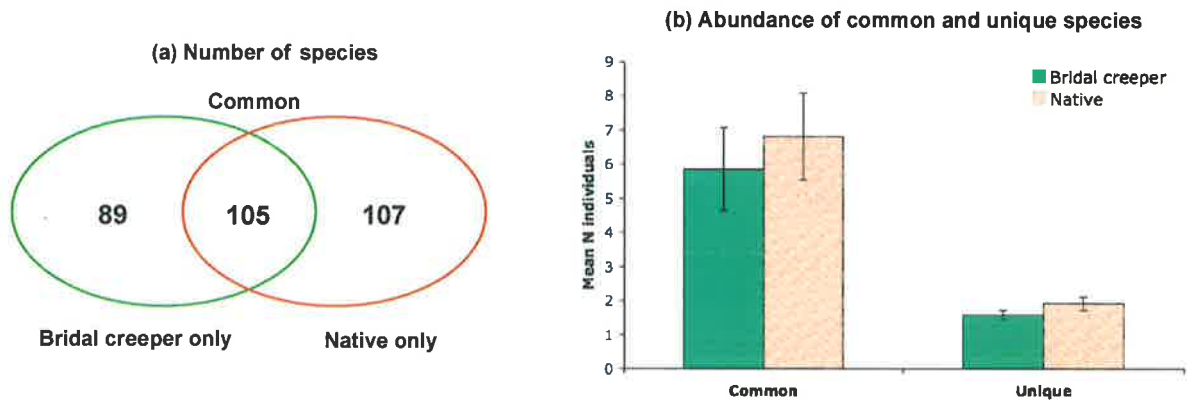 (a) Number of species
Common
89
105
107
Bridal creeper only
Native only
(b) Abundance of common and unique species
Mean N individuals
9
8
7
6
5
4
3
2
1
0
Bridal creeper
Native
Common
Unique